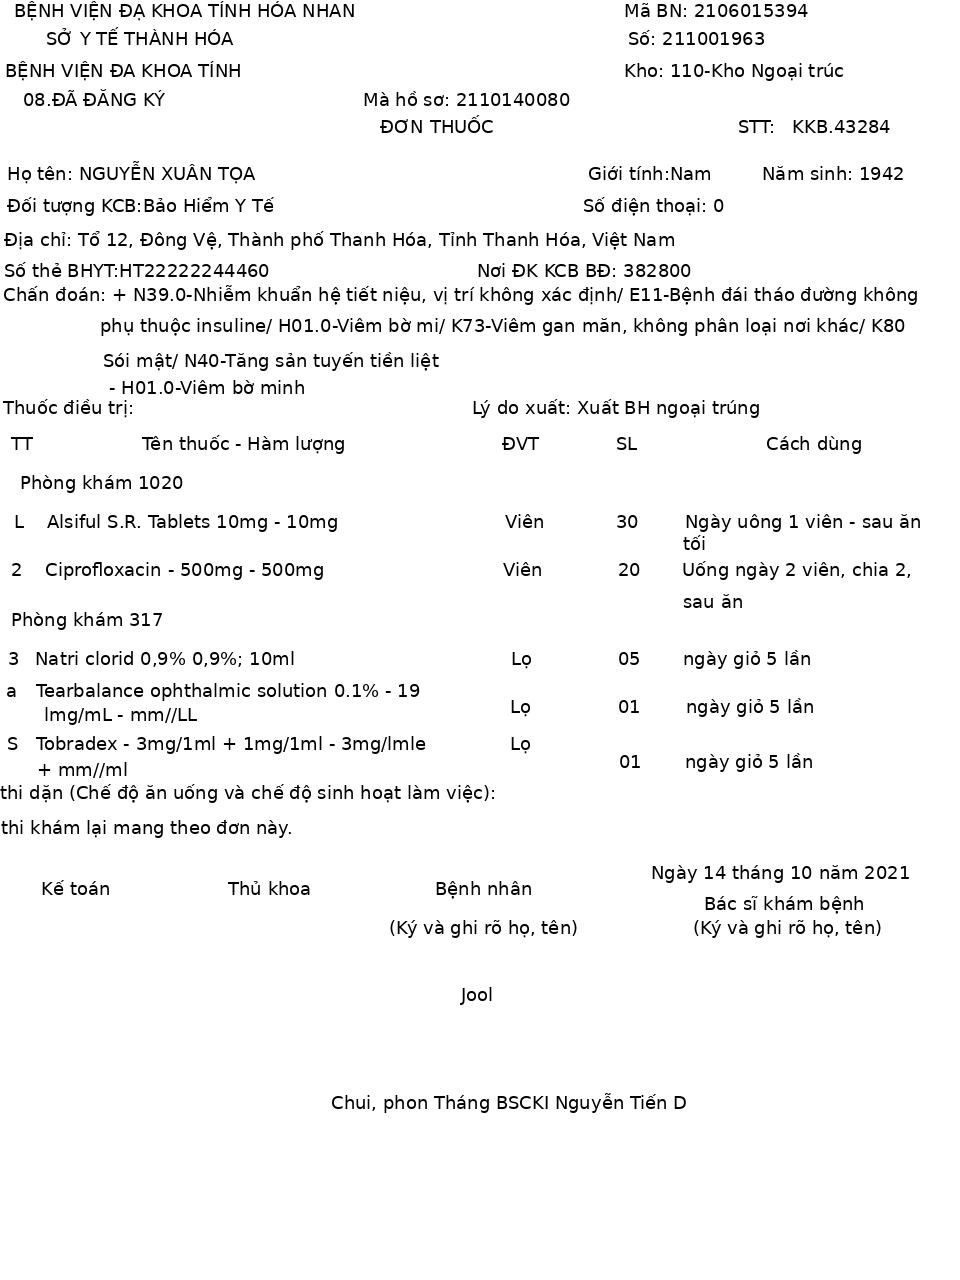 BỆNH VIỆN ĐẠ KHOA TÍNH HÓA NHAN Mã BN: 2106015394
SỞ Y TẾ THÀNH HÓA Số: 211001963
BỆNH VIỆN ĐA KHOA TÍNH Kho: 110-Kho Ngoại trúc
08.ĐÃ ĐĂNG KÝ Mà hồ sơ: 2110140080
ĐƠN THUỐC STT: KKB.43284
Họ tên: NGUYỄN XUÂN TỌA Giới tính:Nam Năm sinh: 1942
Đối tượng KCB:Bảo Hiểm Y Tế Số điện thoại: 0
Địa chỉ: Tổ 12, Đông Vệ, Thành phố Thanh Hóa, Tỉnh Thanh Hóa, Việt Nam
Số thẻ BHYT:HT22222244460 Nơi ĐK KCB BĐ: 382800
Chấn đoán: + N39.0-Nhiễm khuẩn hệ tiết niệu, vị trí không xác định/ E11-Bệnh đái tháo đường không
phụ thuộc insuline/ H01.0-Viêm bờ mi/ K73-Viêm gan măn, không phân loại nơi khác/ K80
Sói mật/ N40-Tăng sản tuyến tiền liệt
- H01.0-Viêm bờ minh
Thuốc điều trị: Lý do xuất: Xuất BH ngoại trúng
TT Tên thuốc - Hàm lượng ĐVT SL Cách dùng
Phòng khám 1020
L Alsiful S.R. Tablets 10mg - 10mg Viên 30 Ngày uông 1 viên - sau ăn
tối
2 Ciprofloxacin - 500mg - 500mg Viên 20 Uống ngày 2 viên, chia 2,
sau ăn
Phòng khám 317
3 Natri clorid 0,9% 0,9%; 10ml Lọ 05 ngày giỏ 5 lần
a Tearbalance ophthalmic solution 0.1% - 19
lmg/mL - mm//LL Lọ 01 ngày giỏ 5 lần
S Tobradex - 3mg/1ml + 1mg/1ml - 3mg/lmle Lọ
+ mm//ml 01 ngày giỏ 5 lần
thi dặn (Chế độ ăn uống và chế độ sinh hoạt làm việc):
thi khám lại mang theo đơn này.
Ngày 14 tháng 10 năm 2021
Kế toán Thủ khoa Bệnh nhân Bác sĩ khám bệnh
(Ký và ghi rõ họ, tên) (Ký và ghi rõ họ, tên)
Jool
Chui, phon Tháng BSCKI Nguyễn Tiến D